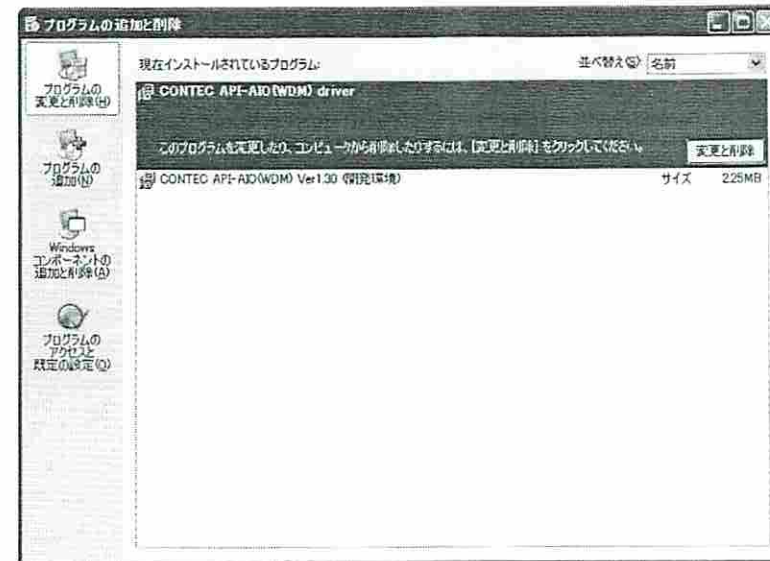 プログラムの追加と削除
プログラムの
変更と削除(H)
プログラムの
追加(N)
Windows
コンポーネントの
追加と削除(A)
プログラムの
アクセスと
既定の設定(O)
現在インストールされているプログラム:
並べ替え(S): 名前
CONTEC API-AIO(WDM) driver
このプログラムを変更したり、コンピュータから削除したりするには、[変更と削除] をクリックしてください。
変更と削除
CONTEC API-AIO(WDM) Ver1.30 (開発環境)
サイズ 2.25MB